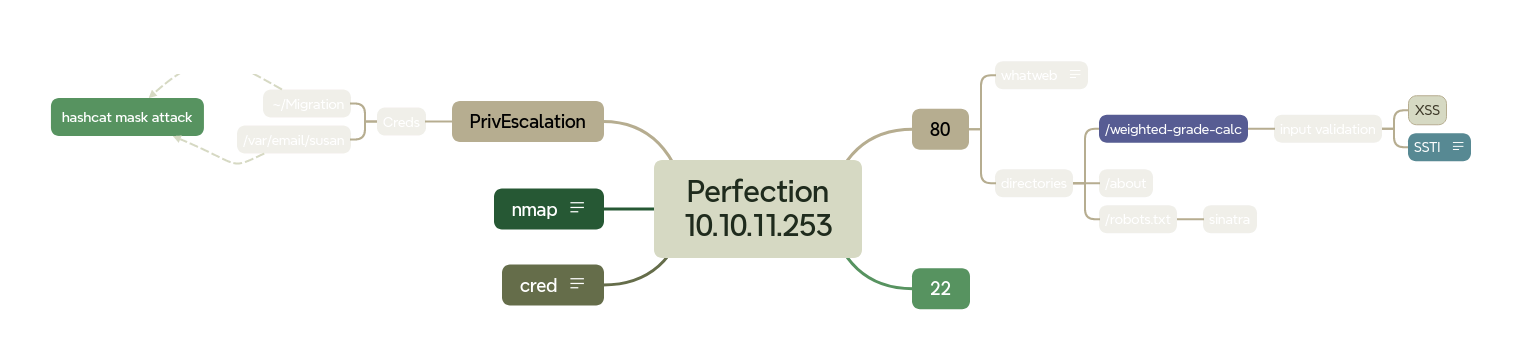 whatweb
hashcat mask attack
~/Migration
Creds
/var/email/susan
PrivEscalation
80
/weighted-grade-calc
input validation
XSS
SSTI
directories
/about
/robots.txt
sinatra
Perfection
10.10.11.253
nmap
cred
22